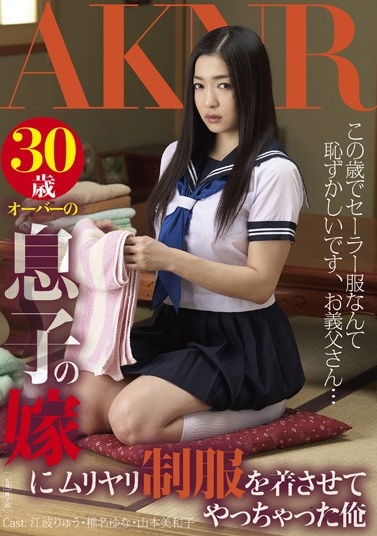 AKNR
この歳でセーラー服なんて
恥ずかしいです、お義父さん…
30
歳
オーバーの
息子の
嫁
にムリヤリ制服を着させて
やっちゃった俺
Cast: 江波りゅう・椎名ゆな・山本美和子